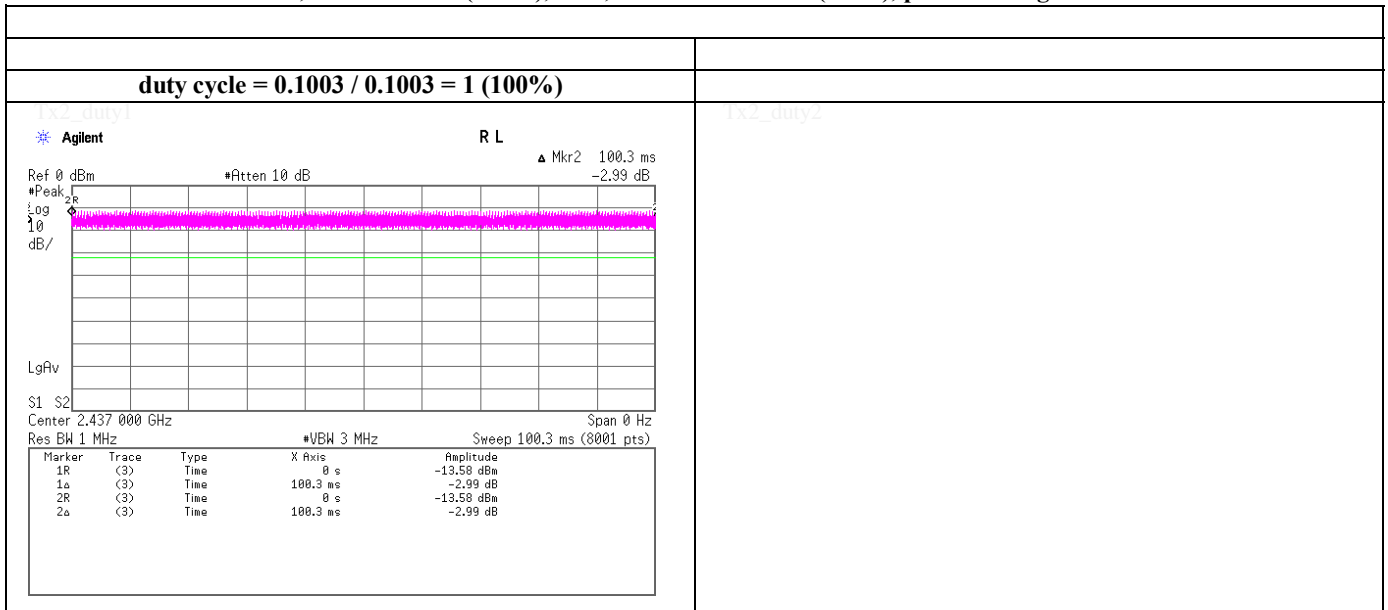 duty cycle = 0.1003 / 0.1003 = 1 (100%)
Tx2_duty1
Tx2_duty2
Agilent
R L
Δ Mkr2 100.3 ms
Ref 0 dBm
#Atten 10 dB
-2.99 dB
#Peak
Log
10
dB/
2R
LgAv
S1 S2
Center 2.437 000 GHz
Span 0 Hz
Res BW 1 MHz
#VBW 3 MHz
Sweep 100.3 ms (8001 pts)
Marker Trace Type X Axis Amplitude
1R (3) Time 0 s -13.58 dBm
1Δ (3) Time 100.3 ms -2.99 dB
2R (3) Time 0 s -13.58 dBm
2Δ (3) Time 100.3 ms -2.99 dB